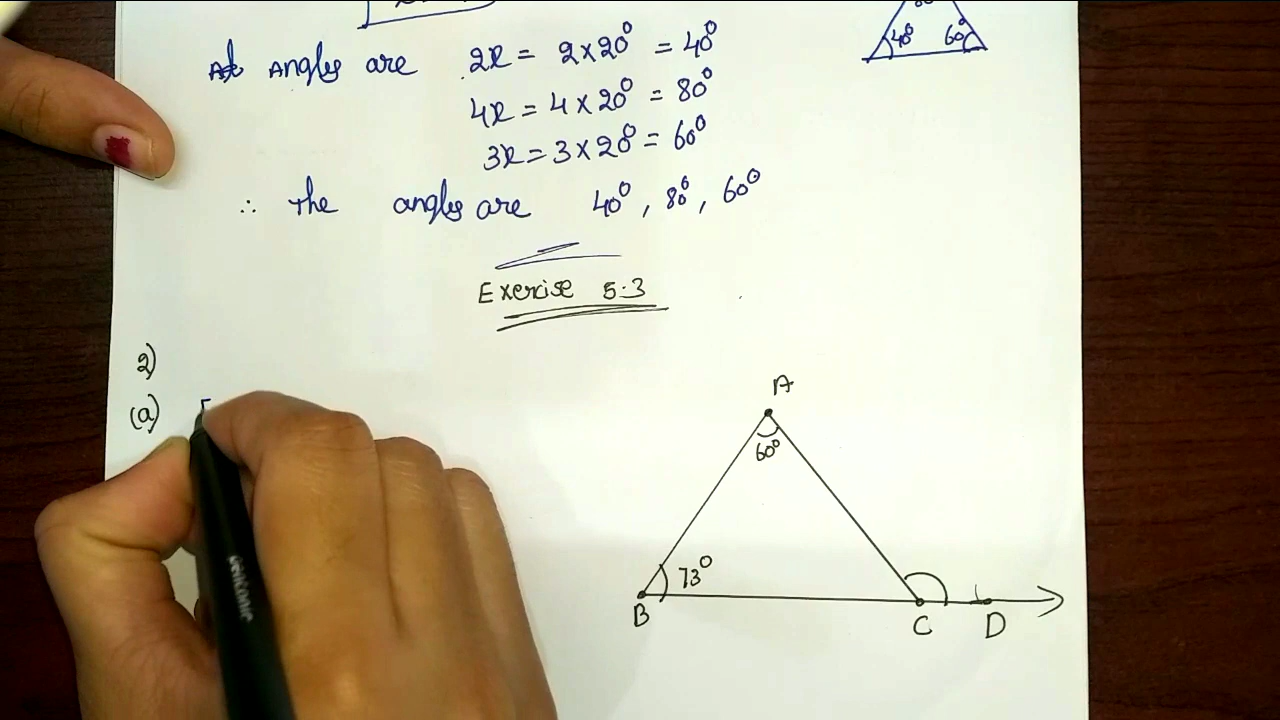 Angles are 2x = 2 × 20° = 40°
4x = 4 × 20° = 80°
3x = 3 × 20° = 60°
∴ The angles are 40°, 80°, 60°
40° 60°
Exercise 5.3
2)
(a)
A
60°
73°
B C D